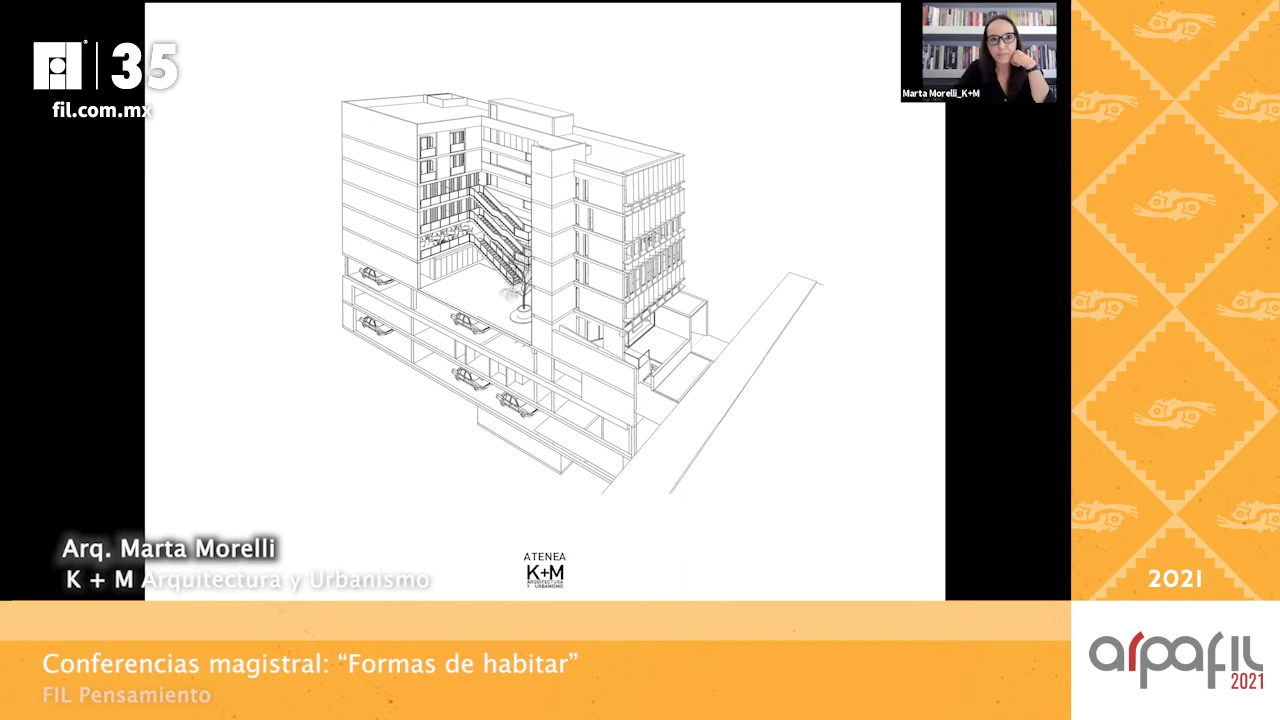 FIL 35
fil.com.mx
Marta Morelli_K+M
ATENEA
K+M
ARQUITECTURA
Y URBANISMO
Arq. Marta Morelli
K + M Arquitectura y Urbanismo
2021
Conferencias magistral: “Formas de habitar”
FIL Pensamiento
arpafil
2021